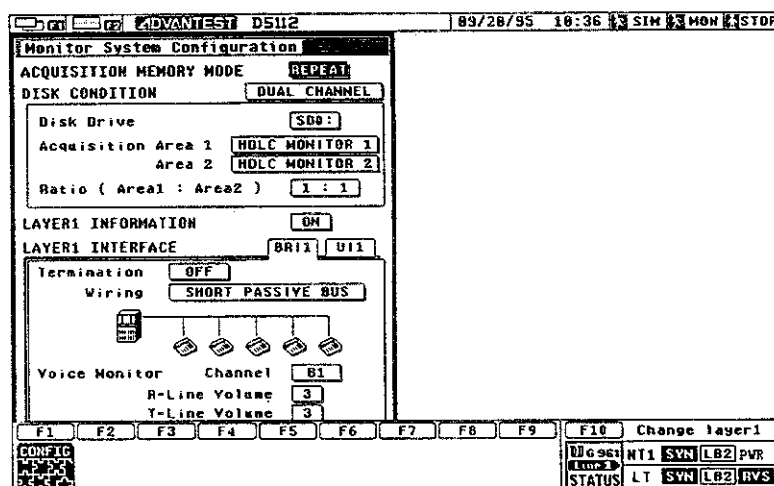 F1 F2 ADVANTEST D5112 09/28/95 10:36 SIM MON STOP
Monitor System Configuration
ACQUISITION MEMORY MODE REPEAT
DISK CONDITION DUAL CHANNEL
Disk Drive SD0:
Acquisition Area 1 HDLC MONITOR 1
Area 2 HDLC MONITOR 2
Ratio ( Area1 : Area2 ) 1 : 1
LAYER1 INFORMATION ON
LAYER1 INTERFACE BRI1 UI1
Termination OFF
Wiring SHORT PASSIVE BUS
Voice Monitor Channel B1
R-Line Volume 3
T-Line Volume 3
F1 F2 F3 F4 F5 F6 F7 F8 F9 F10 Change layer1
CONFIG
G961 NT1 SYN LB2 PWR
Line1
STATUS LT SYN LB2 RVS